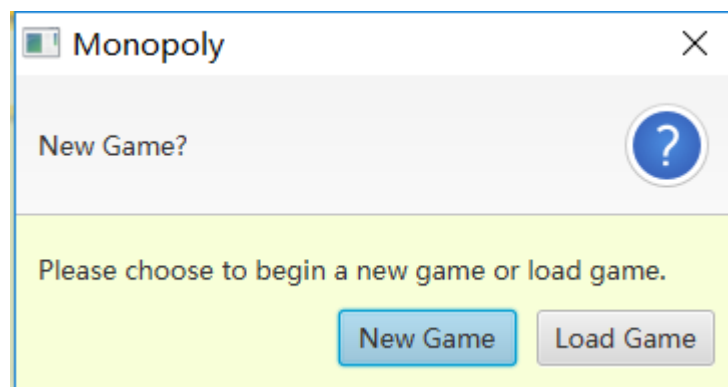 Monopoly
New Game?
?
Please choose to begin a new game or load game.
New Game Load Game